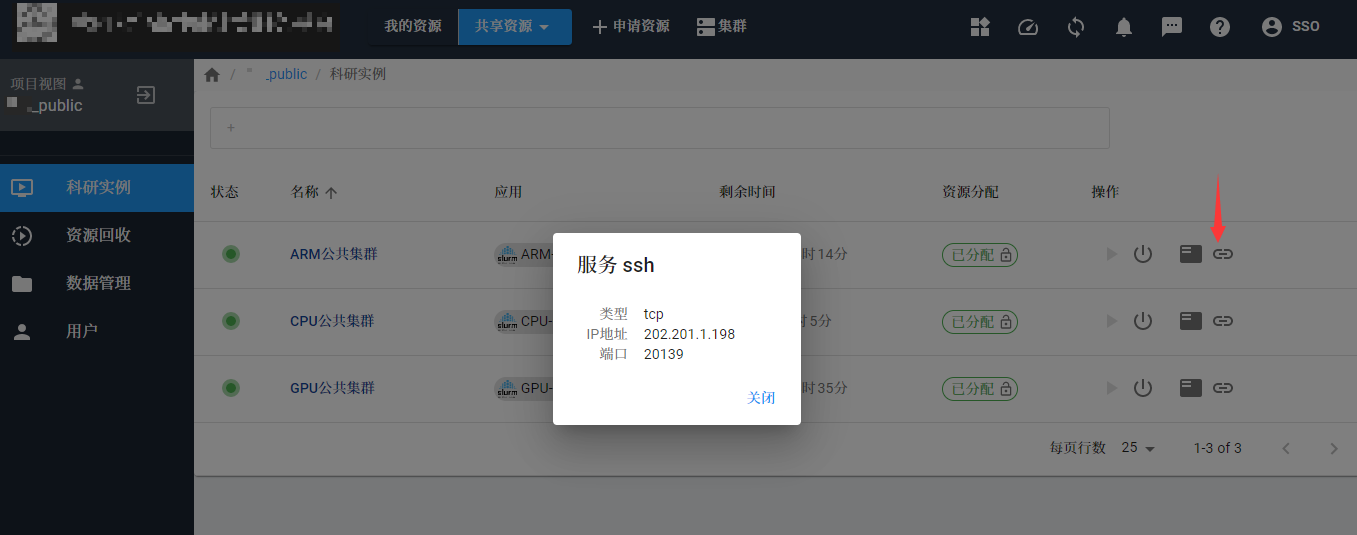 我的资源 共享资源 申请资源 集群 SSO
项目视图
_public
/ _public / 科研实例
+
科研实例
资源回收
数据管理
用户
状态 名称 应用 剩余时间 资源分配 操作
ARM公共集群 slurm ARM- 时14分 已分配
CPU公共集群 slurm CPU- 时5分 已分配
GPU公共集群 slurm GPU- 时35分 已分配
服务 ssh
类型 tcp
IP地址 202.201.1.198
端口 20139
关闭
每页行数 25 1-3 of 3